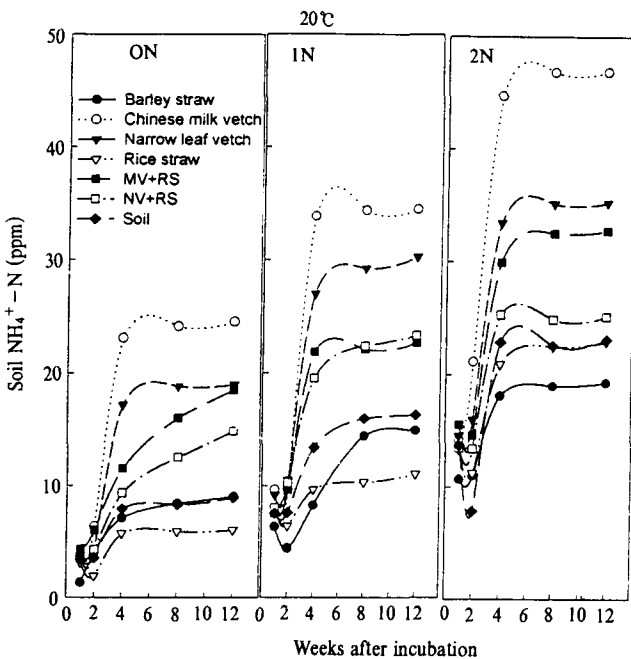 20℃
ON
1N
2N
Barley straw
Chinese milk vetch
Narrow leaf vetch
Rice straw
MV+RS
NV+RS
Soil
Soil NH₄⁺−N (ppm)
50
40
30
20
10
0
0 2 4 6 8 10 12
0 2 4 6 8 10 12
0 2 4 6 8 10 12
Weeks after incubation